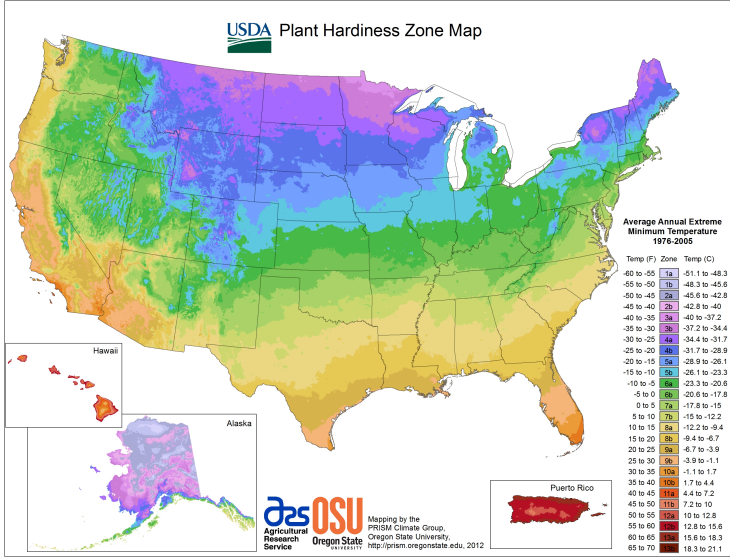 USDA Plant Hardiness Zone Map
Average Annual Extreme
Minimum Temperature
1976-2005
Temp (F) Zone Temp (C)
-60 to -55 1a -51.1 to -48.3
-55 to -50 1b -48.3 to -45.6
-50 to -45 2a -45.6 to -42.8
-45 to -40 2b -42.8 to -40
-40 to -35 3a -40 to -37.2
-35 to -30 3b -37.2 to -34.4
-30 to -25 4a -34.4 to -31.7
-25 to -20 4b -31.7 to -28.9
-20 to -15 5a -28.9 to -26.1
-15 to -10 5b -26.1 to -23.3
-10 to -5 6a -23.3 to -20.6
-5 to 0 6b -20.6 to -17.8
0 to 5 7a -17.8 to -15
5 to 10 7b -15 to -12.2
10 to 15 8a -12.2 to -9.4
15 to 20 8b -9.4 to -6.7
20 to 25 9a -6.7 to -3.9
25 to 30 9b -3.9 to -1.1
30 to 35 10a -1.1 to 1.7
35 to 40 10b 1.7 to 4.4
40 to 45 11a 4.4 to 7.2
45 to 50 11b 7.2 to 10
50 to 55 12a 10 to 12.8
55 to 60 12b 12.8 to 15.6
60 to 65 13a 15.6 to 18.3
65 to 70 13b 18.3 to 21.1
Hawaii
Alaska
Puerto Rico
ars
Agricultural
Research
Service
OSU
Oregon State
UNIVERSITY
Mapping by the
PRISM Climate Group,
Oregon State University,
http://prism.oregonstate.edu, 2012